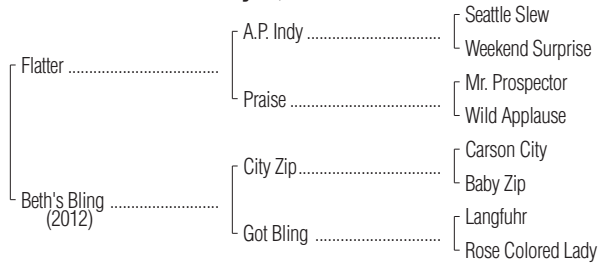 Seattle Slew
A.P. Indy ................................
Weekend Surprise
Flatter ....................................
Mr. Prospector
Praise ....................................
Wild Applause
Carson City
City Zip..................................
Baby Zip
Beth's Bling ..........................
(2012)
Langfuhr
Got Bling ..............................
Rose Colored Lady